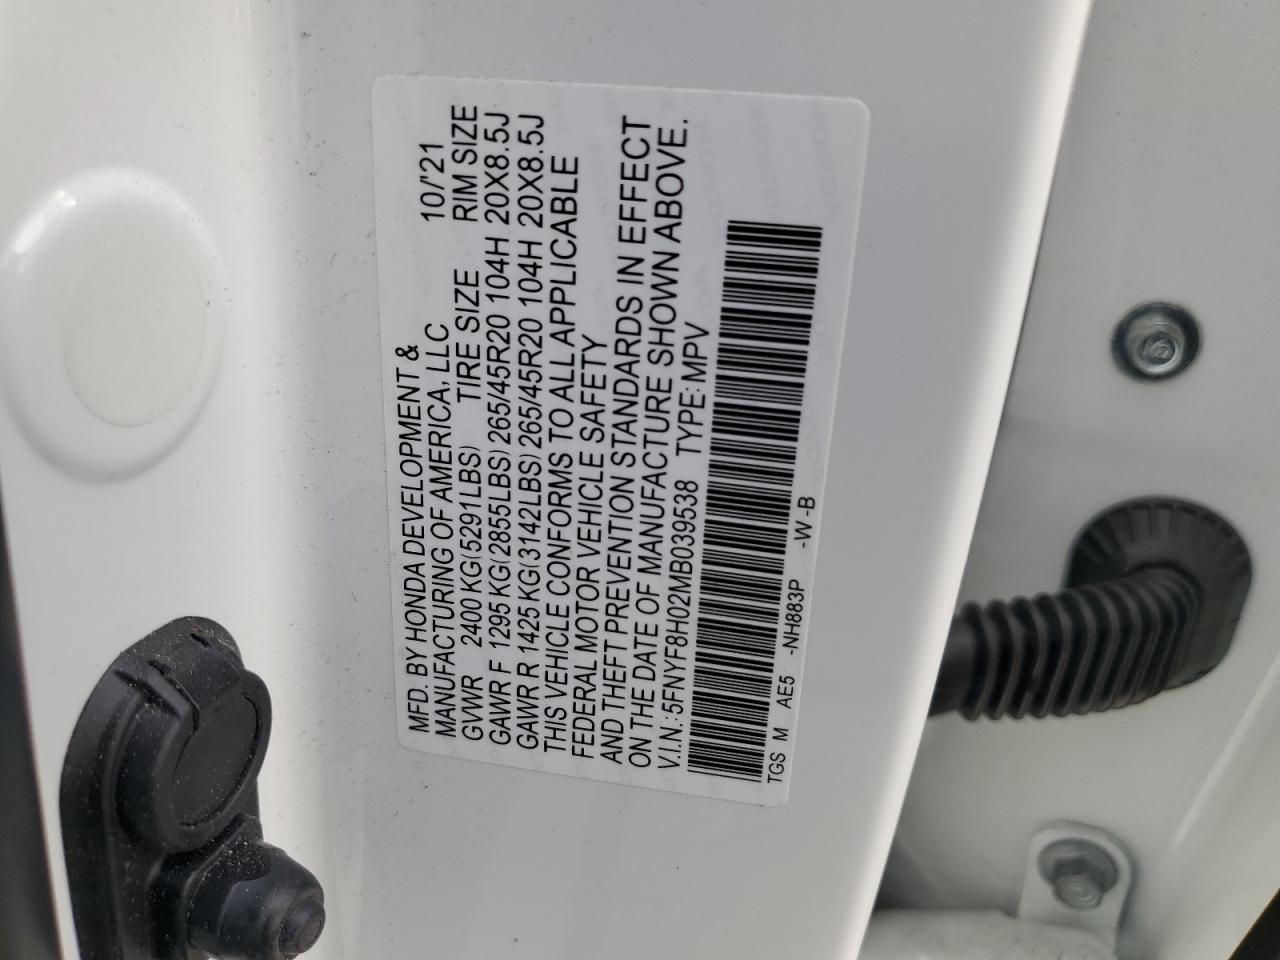 MFD. BY HONDA DEVELOPMENT & 10/'21
MANUFACTURING OF AMERICA, LLC
GVWR 2400 KG(5291LBS) TIRE SIZE RIM SIZE
GAWR F 1295 KG(2855LBS) 265/45R20 104H 20X8.5J
GAWR R 1425 KG(3142LBS) 265/45R20 104H 20X8.5J
THIS VEHICLE CONFORMS TO ALL APPLICABLE
FEDERAL MOTOR VEHICLE SAFETY
AND THEFT PREVENTION STANDARDS IN EFFECT
ON THE DATE OF MANUFACTURE SHOWN ABOVE.
V.I.N.: 5FNYF8H02MB039538 TYPE: MPV
TGS M AE5 -NH883P -W -B